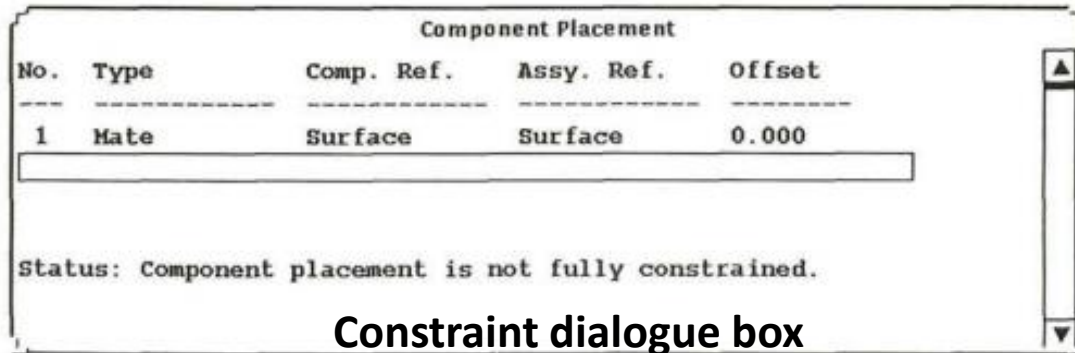 Component Placement
No. Type Comp. Ref. Assy. Ref. Offset
--- ------------ ------------ ------------ --------
1 Mate Surface Surface 0.000
Status: Component placement is not fully constrained.
Constraint dialogue box